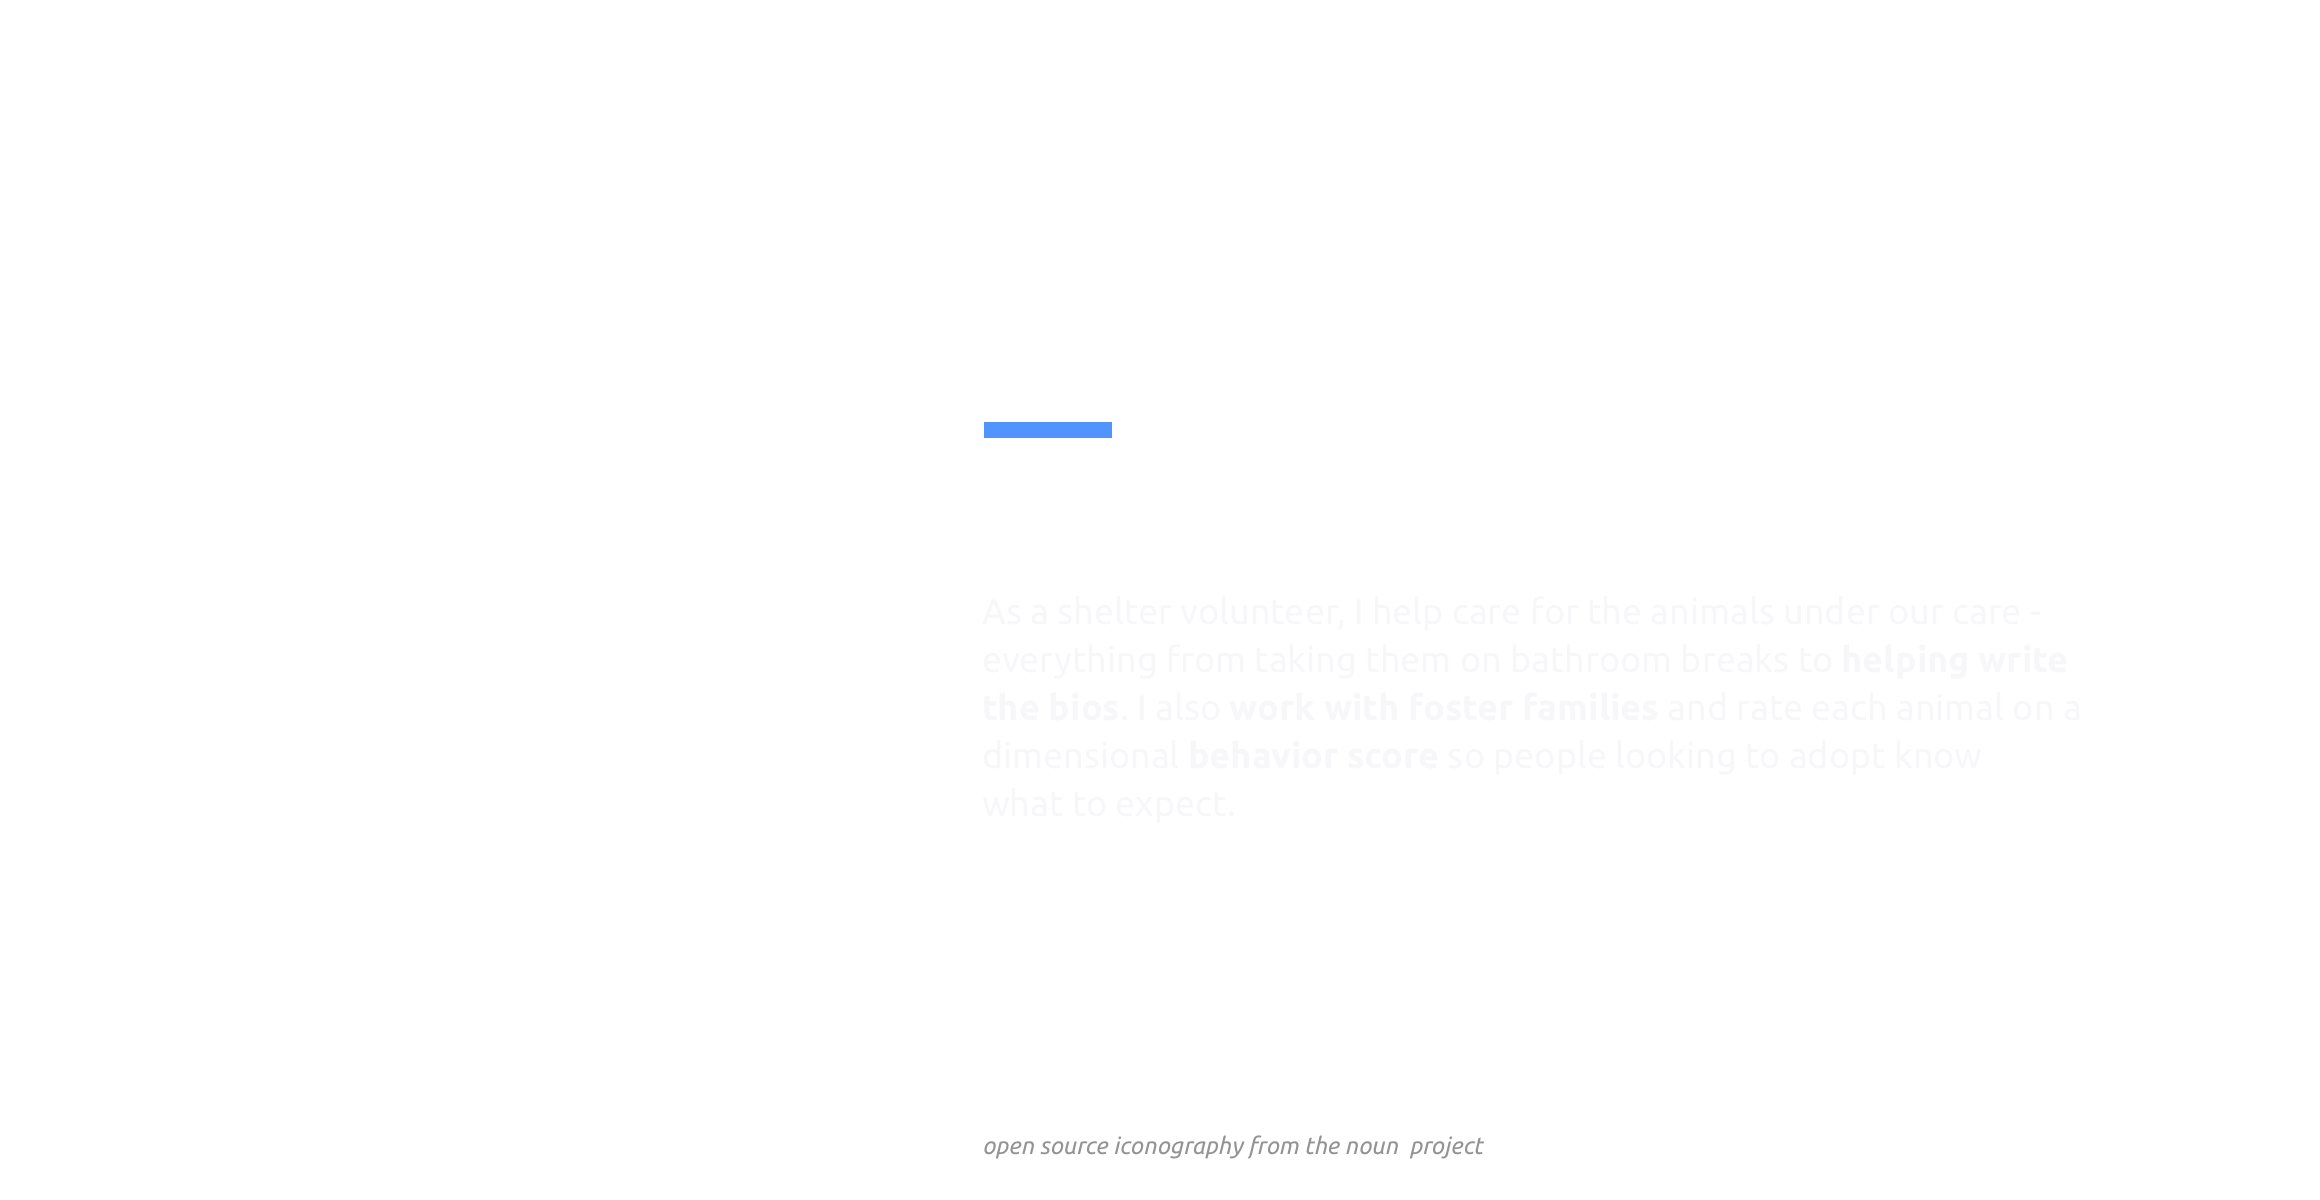 As a shelter volunteer, I help care for the animals under our care -
everything from taking them on bathroom breaks to helping write
the bios. I also work with foster families and rate each animal on a
dimensional behavior score so people looking to adopt know
what to expect.
open source iconography from the noun  project